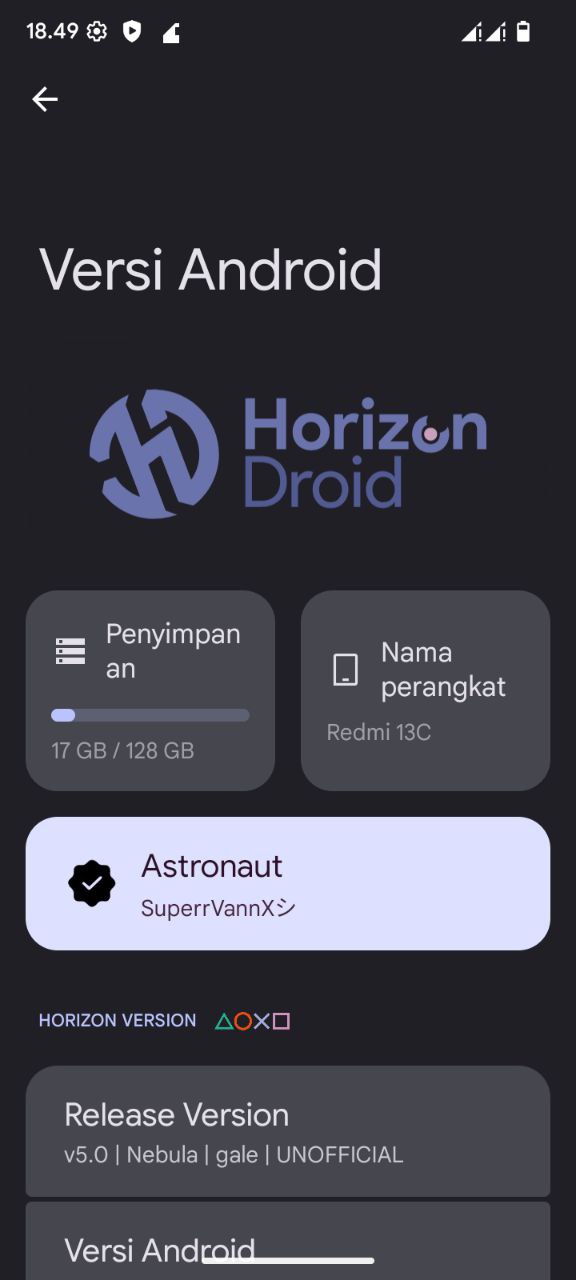 18.49
Versi Android
Horizon
Droid
Penyimpan
an
17 GB / 128 GB
Nama
perangkat
Redmi 13C
Astronaut
SuperrVannXシ
HORIZON VERSION
Release Version
v5.0 | Nebula | gale | UNOFFICIAL
Versi Android